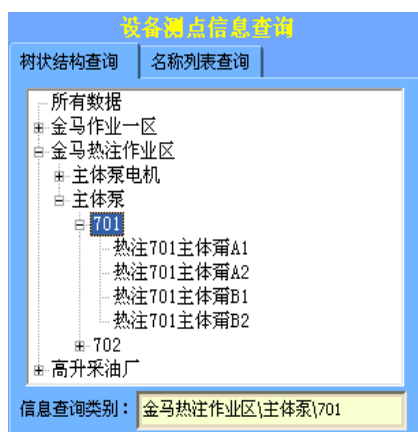 设备测点信息查询
树状结构查询 名称列表查询
所有数据
金马作业一区
金马热注作业区
主体泵电机
主体泵
701
热注701主体甯A1
热注701主体甯A2
热注701主体甯B1
热注701主体甯B2
702
高升采油厂
信息查询类别：
金马热注作业区\主体泵\701